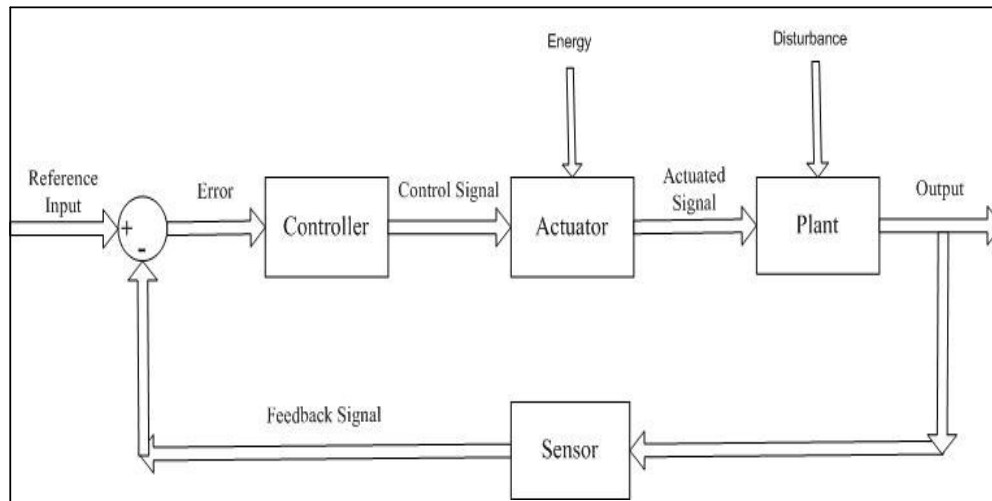 Energy
Disturbance
Reference
Input
Error
Control Signal
Actuated
Signal
Output
+
-
Controller
Actuator
Plant
Feedback Signal
Sensor